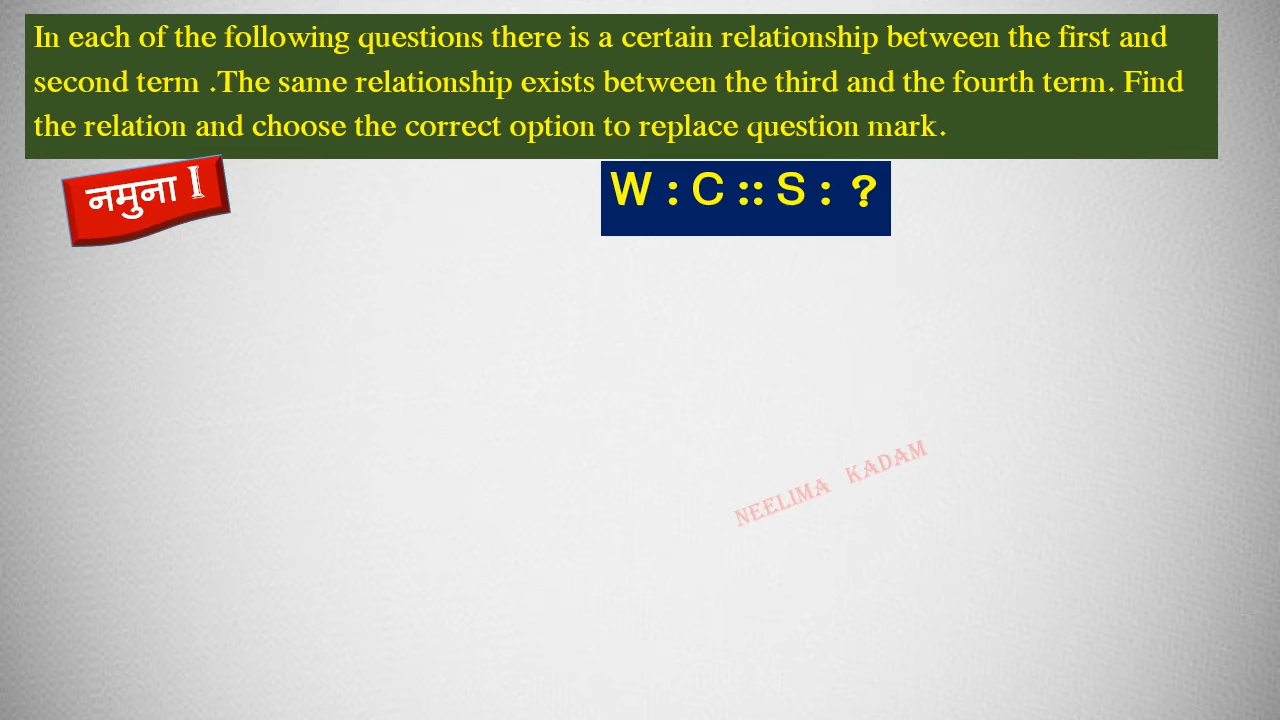 In each of the following questions there is a certain relationship between the first and
second term .The same relationship exists between the third and the fourth term. Find
the relation and choose the correct option to replace question mark.
नमुना I
W : C :: S : ?
NEELIMA KADAM